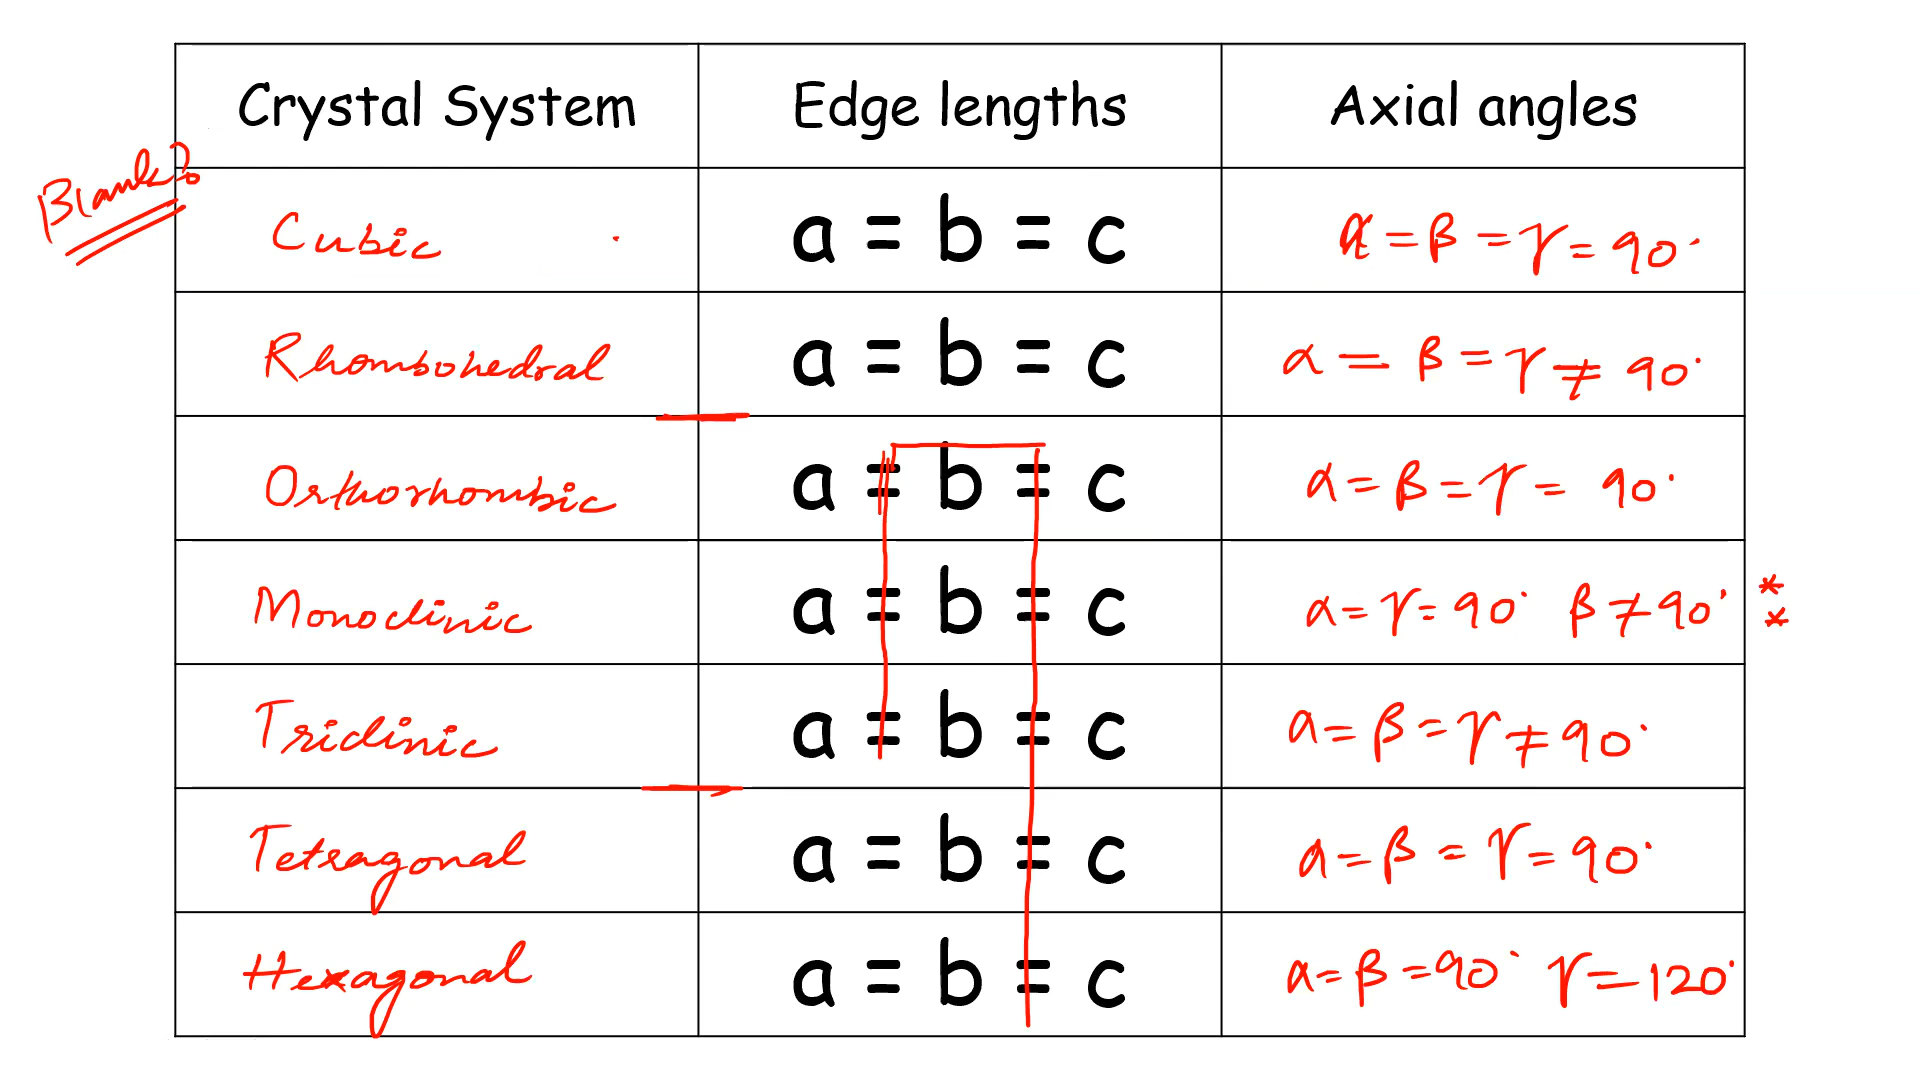 Crystal System Edge lengths Axial angles
Blank?
Cubic a = b = c α = β = γ = 90°
Rhombohedral a = b = c α = β = γ ≠ 90°
Orthorhombic a ≠ b ≠ c α = β = γ = 90°
Monoclinic a ≠ b ≠ c α = γ = 90° β ≠ 90° **
Triclinic a ≠ b ≠ c α = β = γ ≠ 90°
Tetragonal a = b ≠ c α = β = γ = 90°
Hexagonal a = b ≠ c α = β = 90° γ = 120°